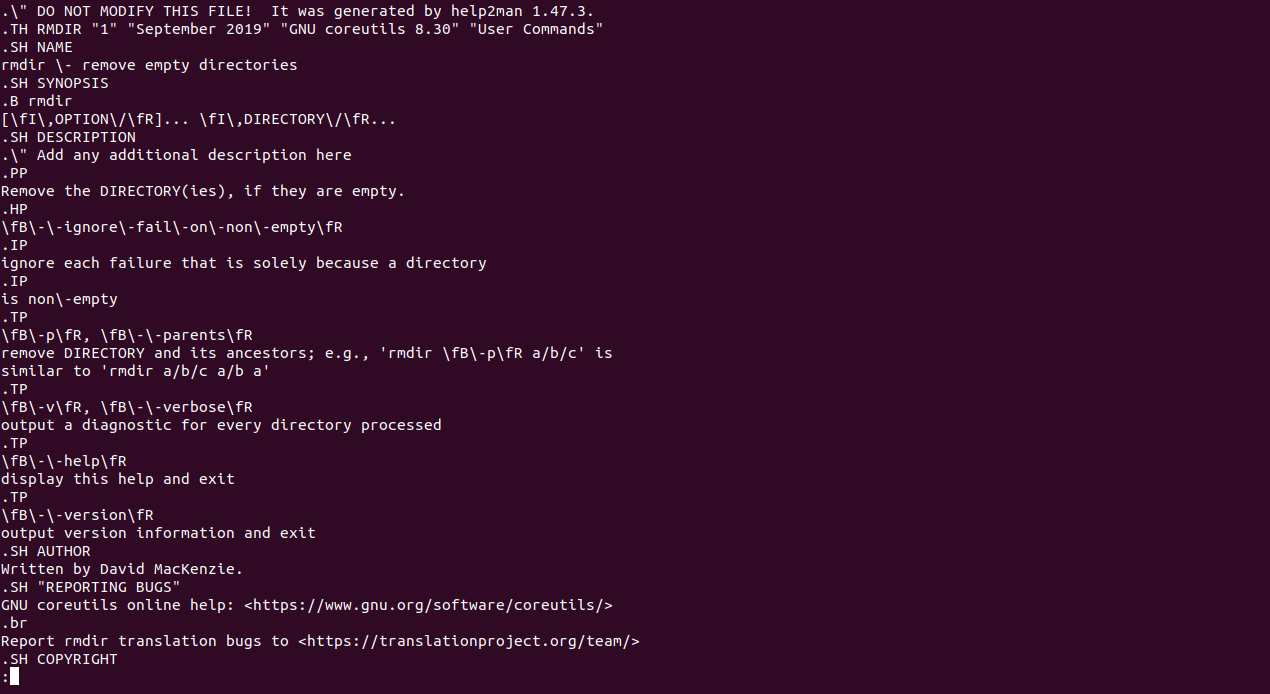 .\" DO NOT MODIFY THIS FILE!  It was generated by help2man 1.47.3.
.TH RMDIR "1" "September 2019" "GNU coreutils 8.30" "User Commands"
.SH NAME
rmdir \- remove empty directories
.SH SYNOPSIS
.B rmdir
[\fI\,OPTION\/\fR]... \fI\,DIRECTORY\/\fR...
.SH DESCRIPTION
.\" Add any additional description here
.PP
Remove the DIRECTORY(ies), if they are empty.
.HP
\fB\-\-ignore\-fail\-on\-non\-empty\fR
.IP
ignore each failure that is solely because a directory
.IP
is non\-empty
.TP
\fB\-p\fR, \fB\-\-parents\fR
remove DIRECTORY and its ancestors; e.g., 'rmdir \fB\-p\fR a/b/c' is
similar to 'rmdir a/b/c a/b a'
.TP
\fB\-v\fR, \fB\-\-verbose\fR
output a diagnostic for every directory processed
.TP
\fB\-\-help\fR
display this help and exit
.TP
\fB\-\-version\fR
output version information and exit
.SH AUTHOR
Written by David MacKenzie.
.SH "REPORTING BUGS"
GNU coreutils online help: <https://www.gnu.org/software/coreutils/>
.br
Report rmdir translation bugs to <https://translationproject.org/team/>
.SH COPYRIGHT
: